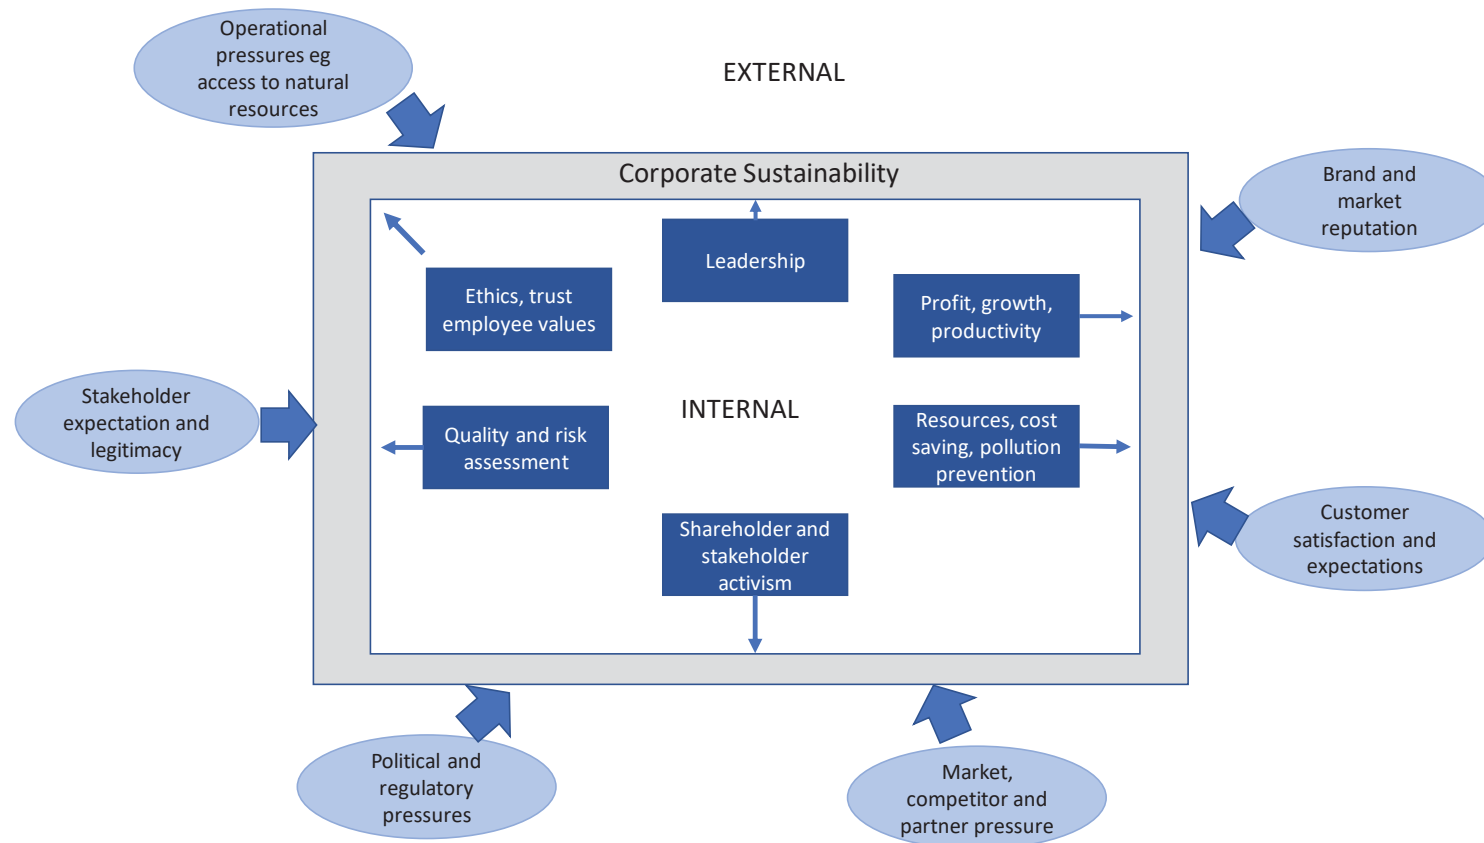 Operational
pressures eg
access to natural
resources
EXTERNAL
Corporate Sustainability
Brand and
market
reputation
Leadership
Ethics, trust
employee values
Profit, growth,
productivity
Stakeholder
expectation and
legitimacy
INTERNAL
Quality and risk
assessment
Resources, cost
saving, pollution
prevention
Shareholder and
stakeholder
activism
Customer
satisfaction and
expectations
Political and
regulatory
pressures
Market,
competitor and
partner pressure